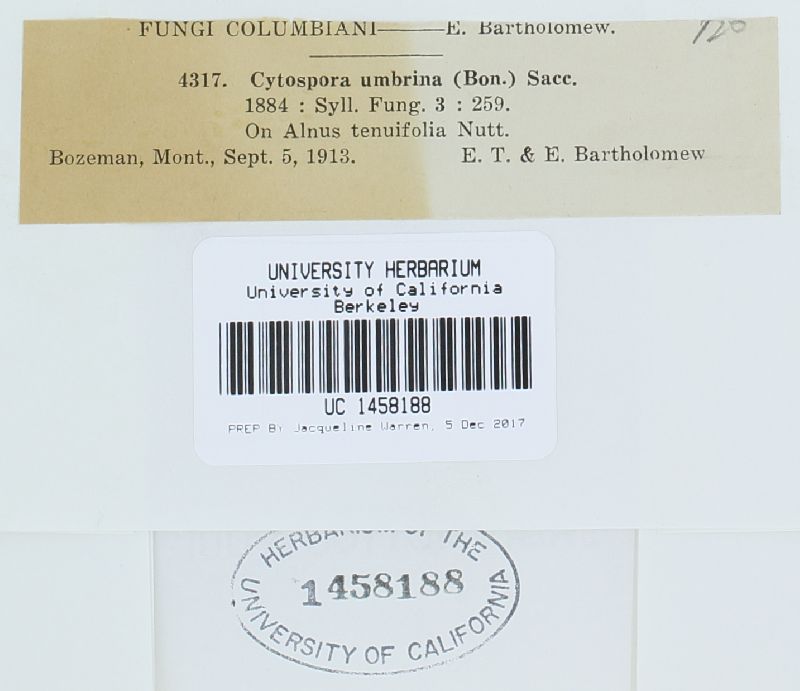 FUNGI COLUMBIANI——E. Bartholomew.
4317. Cytospora umbrina (Bon.) Sacc.
1884 : Syll. Fung. 3 : 259.
On Alnus tenuifolia Nutt.
Bozeman, Mont., Sept. 5, 1913. E. T. & E. Bartholomew
UNIVERSITY HERBARIUM
University of California
Berkeley
UC 1458188
PREP BY Jacqueline Warren, 5 Dec 2017
HERBARIUM OF THE
1458188
UNIVERSITY OF CALIFORNIA